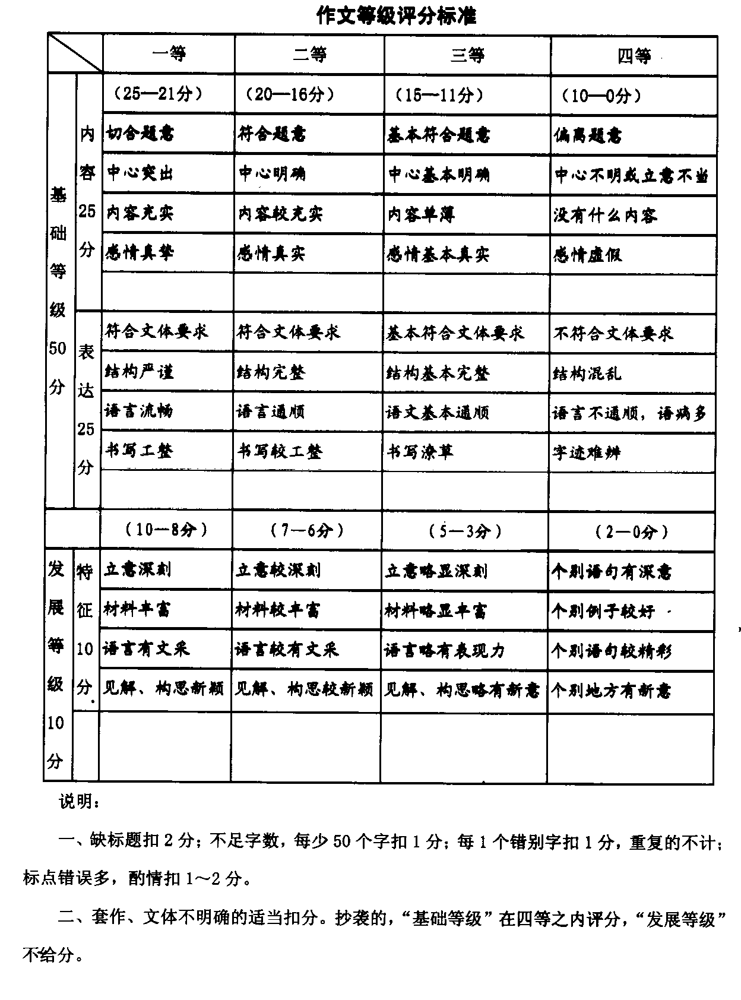 作文等级评分标准
一等 二等 三等 四等
(25—21分) (20—16分) (15—11分) (10—0分)
内 切合题意 符合题意 基本符合题意 偏离题意
容 中心突出 中心明确 中心基本明确 中心不明或立意不当
基 25 内容充实 内容较充实 内容单薄 没有什么内容
础 分 感情真挚 感情真实 感情基本真实 感情虚假
等
级 符合文体要求 符合文体要求 基本符合文体要求 不符合文体要求
50 表 结构严谨 结构完整 结构基本完整 结构混乱
分 达 语言流畅 语言通顺 语文基本通顺 语言不通顺，语病多
25 书写工整 书写较工整 书写潦草 字迹难辨
分
(10—8分) (7—6分) (5—3分) (2—0分)
发 特 立意深刻 立意较深刻 立意略显深刻 个别语句有深意
展 征 材料丰富 材料较丰富 材料略显丰富 个别例子较好
等 10 语言有文采 语言较有文采 语言略有表现力 个别语句较精彩
级 分 见解、构思新颖 见解、构思较新颖 见解、构思略有新意 个别地方有新意
10
分
说明：
一、缺标题扣 2 分；不足字数，每少 50 个字扣 1 分；每 1 个错别字扣 1 分，重复的不计；
标点错误多，酌情扣 1～2 分。
二、套作、文体不明确的适当扣分。抄袭的，“基础等级”在四等之内评分，“发展等级”
不给分。